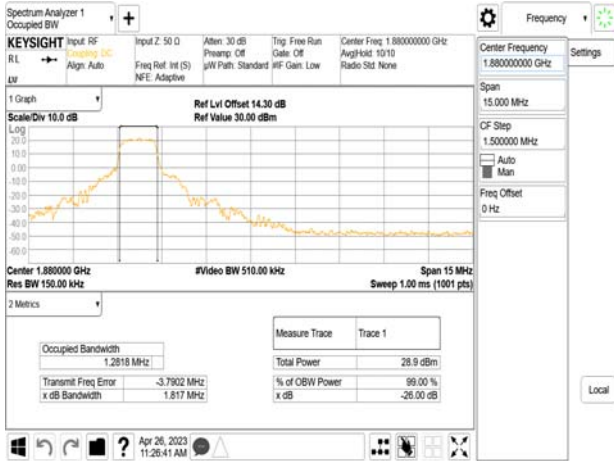 Spectrum Analyzer 1
Occupied BW
Frequency
KEYSIGHT
Input: RF
Coupling: DC
Align: Auto
Input Z: 50 Ω
Freq Ref: Int (S)
NFE: Adaptive
Atten: 30 dB
Preamp: Off
µW Path: Standard
Trig: Free Run
Gate: Off
#IF Gain: Low
Center Freq: 1.880000000 GHz
Avg|Hold: 10/10
Radio Std: None
RL
LV
Center Frequency
1.880000000 GHz
Settings
Span
15.000 MHz
CF Step
1.500000 MHz
Auto
Man
Freq Offset
0 Hz
Local
1 Graph
Scale/Div 10.0 dB
Ref Lvl Offset 14.30 dB
Ref Value 30.00 dBm
Log
20.0
10.0
0.00
-10.0
-20.0
-30.0
-40.0
-50.0
-60.0
Center 1.880000 GHz
#Video BW 510.00 kHz
Span 15 MHz
Res BW 150.00 kHz
Sweep 1.00 ms (1001 pts)
2 Metrics
Measure Trace
Trace 1
Occupied Bandwidth
1.2818 MHz
Total Power
28.9 dBm
Transmit Freq Error
-3.7902 MHz
% of OBW Power
99.00 %
x dB Bandwidth
1.817 MHz
x dB
-26.00 dB
?
Apr 26, 2023
11:26:41 AM